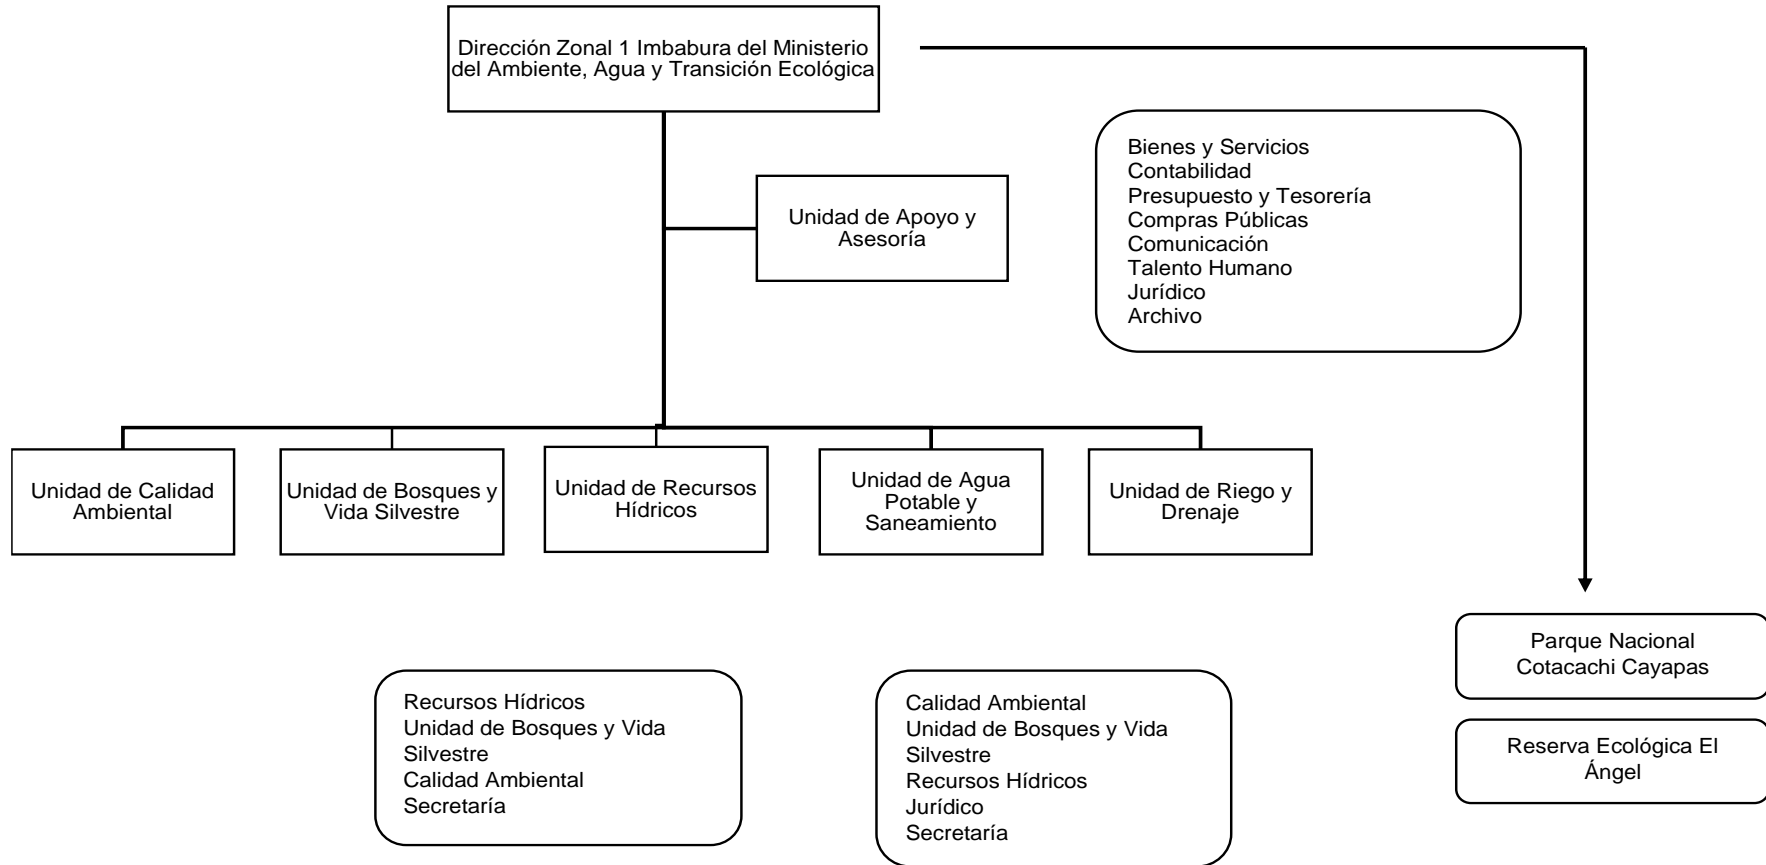 Dirección Zonal 1 Imbabura del Ministerio
del Ambiente, Agua y Transición Ecológica
Bienes y Servicios
Contabilidad
Presupuesto y Tesorería
Compras Públicas
Comunicación
Talento Humano
Jurídico
Archivo
Unidad de Apoyo y
Asesoría
Unidad de Calidad
Ambiental
Unidad de Bosques y
Vida Silvestre
Unidad de Recursos
Hídricos
Unidad de Agua
Potable y
Saneamiento
Unidad de Riego y
Drenaje
Parque Nacional
Cotacachi Cayapas
Reserva Ecológica El
Ángel
Recursos Hídricos
Unidad de Bosques y Vida
Silvestre
Calidad Ambiental
Secretaría
Calidad Ambiental
Unidad de Bosques y Vida
Silvestre
Recursos Hídricos
Jurídico
Secretaría